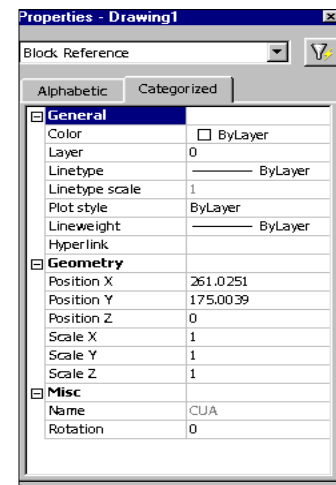 Properties - Drawing1
Block Reference
Alphabetic Categorized
General
Color ByLayer
Layer 0
Linetype ByLayer
Linetype scale 1
Plot style ByLayer
Lineweight ByLayer
Hyperlink
Geometry
Position X 261.0251
Position Y 175.0039
Position Z 0
Scale X 1
Scale Y 1
Scale Z 1
Misc
Name CUA
Rotation 0